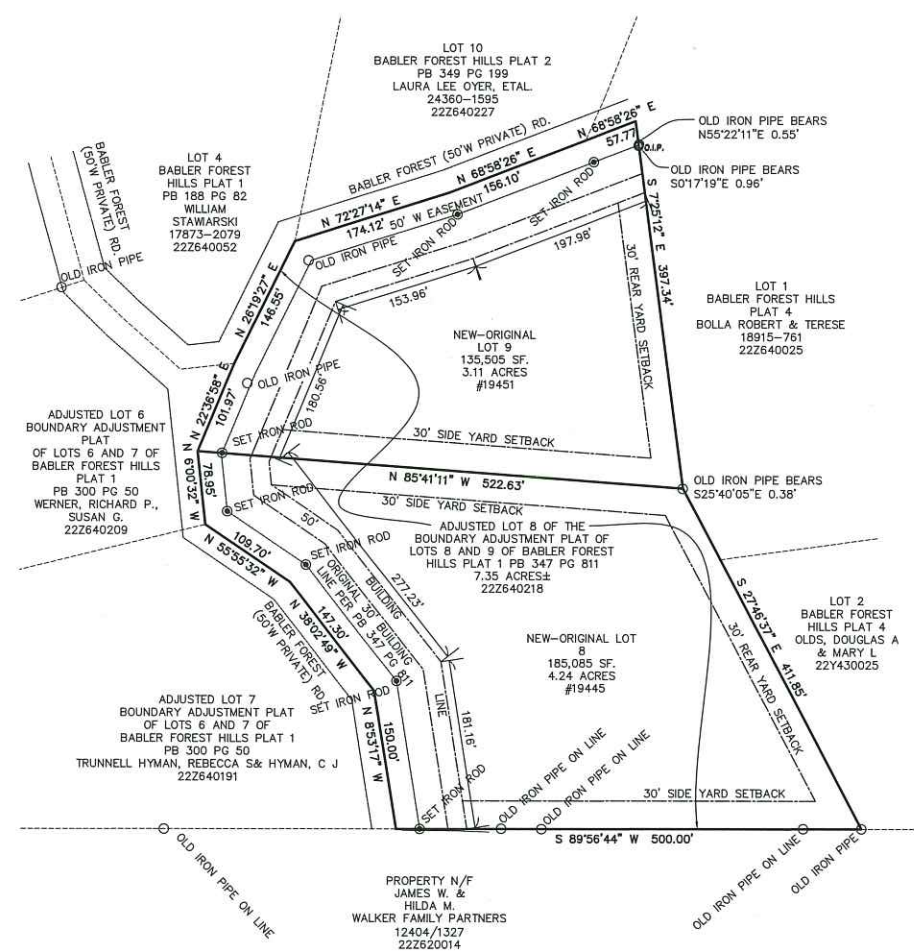 LOT 10
BABLER FOREST HILLS PLAT 2
PB 349 PG 199
LAURA LEE OYER, ETAL.
24360-1595
22Z640227
OLD IRON PIPE BEARS
N55°22'11"E 0.55'
O.I.P.
OLD IRON PIPE BEARS
S0°17'19"E 0.96'
BABLER FOREST
(50'W PRIVATE) RD.
LOT 4
BABLER FOREST
HILLS PLAT 1
PB 188 PG 82
WILLIAM
STAWIARSKI
17873-2079
22Z640052
BABLER FOREST (50'W PRIVATE) RD.
N 68°58'26" E
57.77
N 68°58'26" E
156.10'
N 72°27'14" E
174.12'
50' W EASEMENT
SET IRON ROD
SET IRON ROD
OLD IRON PIPE
OLD IRON PIPE
197.98'
153.96'
S 7°25'12" E 397.34'
30' REAR YARD SETBACK
LOT 1
BABLER FOREST HILLS
PLAT 4
BOLLA ROBERT & TERESE
18915-761
22Z640025
N 26°19'27" E
146.55'
NEW-ORIGINAL
LOT 9
135,505 SF.
3.11 ACRES
#19451
180.56'
OLD IRON PIPE
N 22°36'58" E
101.97'
30' SIDE YARD SETBACK
SET IRON ROD
ADJUSTED LOT 6
BOUNDARY ADJUSTMENT
PLAT
OF LOTS 6 AND 7 OF
BABLER FOREST HILLS
PLAT 1
PB 300 PG 50
WERNER, RICHARD P.,
SUSAN G.
22Z640209
N 6°00'32" W
78.95'
N 85°41'11" W 522.63'
OLD IRON PIPE BEARS
S25°40'05"E 0.38'
30' SIDE YARD SETBACK
SET IRON ROD
ADJUSTED LOT 8 OF THE
BOUNDARY ADJUSTMENT PLAT OF
LOTS 8 AND 9 OF BABLER FOREST
HILLS PLAT 1 PB 347 PG 811
7.35 ACRES±
22Z640218
50'
BUILDING
LINE
277.23'
109.70'
N 55°55'32" W
SET IRON ROD
ORIGINAL 30' BUILDING
LINE PER PB 347 PG 811
147.30'
N 38°02'49" W
BABLER FOREST
(50'W PRIVATE) RD.
S 27°46'37" E 411.85'
30' REAR YARD SETBACK
LOT 2
BABLER FOREST
HILLS PLAT 4
OLDS, DOUGLAS A
& MARY L
22Y430025
NEW-ORIGINAL LOT
8
185,085 SF.
4.24 ACRES
#19445
ADJUSTED LOT 7
BOUNDARY ADJUSTMENT PLAT
OF LOTS 6 AND 7 OF
BABLER FOREST HILLS PLAT 1
PB 300 PG 50
TRUNNELL HYMAN, REBECCA S& HYMAN, C J
22Z640191
SET IRON ROD
150.00'
N 8°53'17" W
181.16'
SET IRON ROD
OLD IRON PIPE ON LINE
OLD IRON PIPE ON LINE
30' SIDE YARD SETBACK
S 89°56'44" W 500.00'
OLD IRON PIPE ON LINE
OLD IRON PIPE ON LINE
OLD IRON PIPE
PROPERTY N/F
JAMES W. &
HILDA M.
WALKER FAMILY PARTNERS
12404/1327
22Z620014